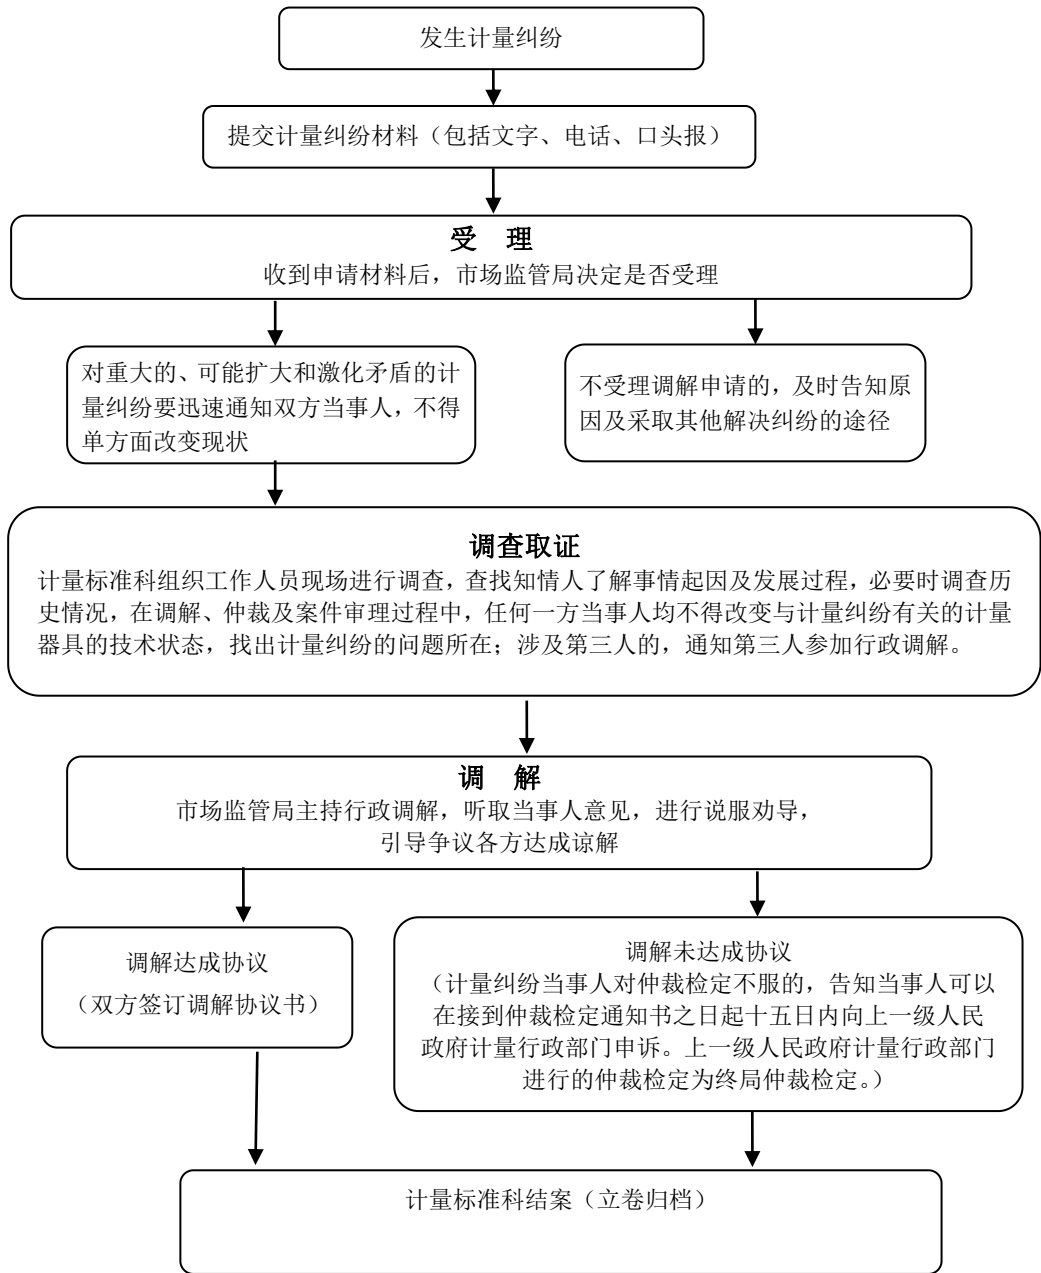 发生计量纠纷
提交计量纠纷材料（包括文字、电话、口头报）
受 理
收到申请材料后，市场监管局决定是否受理
对重大的、可能扩大和激化矛盾的计
量纠纷要迅速通知双方当事人，不得
单方面改变现状
不受理调解申请的，及时告知原
因及采取其他解决纠纷的途径
调查取证
计量标准科组织工作人员现场进行调查，查找知情人了解事情起因及发展过程，必要时调查历
史情况，在调解、仲裁及案件审理过程中，任何一方当事人均不得改变与计量纠纷有关的计量
器具的技术状态，找出计量纠纷的问题所在；涉及第三人的，通知第三人参加行政调解。
调 解
市场监管局主持行政调解，听取当事人意见，进行说服劝导，
引导争议各方达成谅解
调解达成协议
（双方签订调解协议书）
调解未达成协议
（计量纠纷当事人对仲裁检定不服的，告知当事人可以
在接到仲裁检定通知书之日起十五日内向上一级人民
政府计量行政部门申诉。上一级人民政府计量行政部门
进行的仲裁检定为终局仲裁检定。）
计量标准科结案（立卷归档）